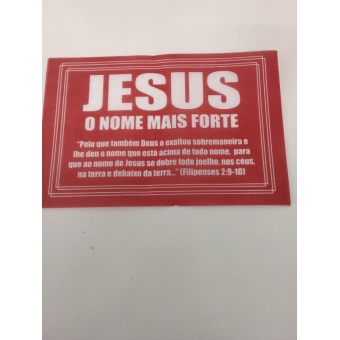 JESUS
O NOME MAIS FORTE
"Pelo que também Deus o exaltou sobremaneira e
lhe deu o nome que está acima de todo nome, para
que ao nome de Jesus se dobre todo joelho, nos céus,
na terra e debaixo da terra..." (Filipenses 2:9-10)